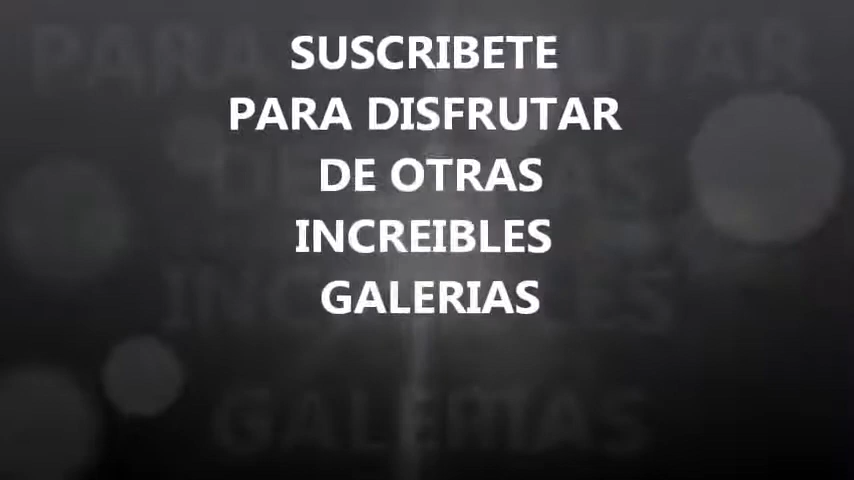 SUSCRIBETE
PARA DISFRUTAR
DE OTRAS
INCREIBLES
GALERIAS